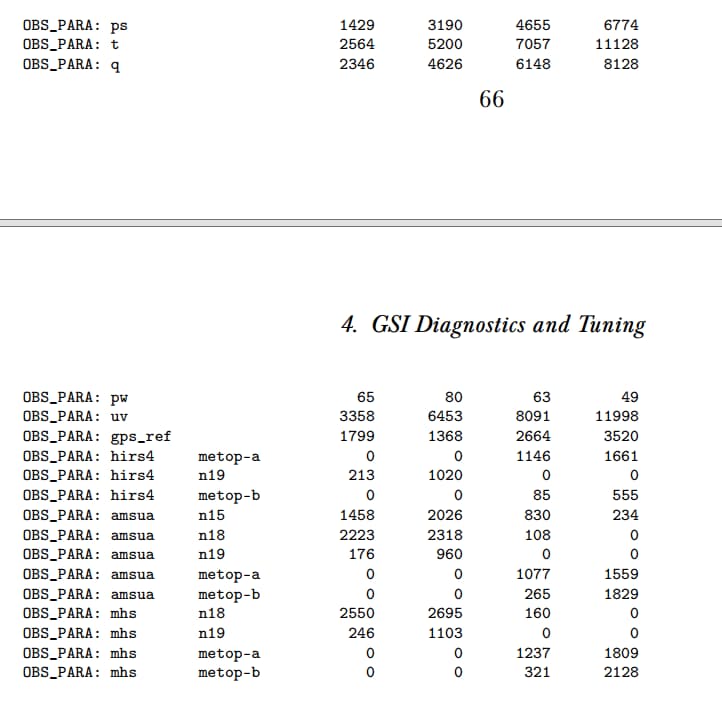 OBS_PARA: ps 1429 3190 4655 6774
OBS_PARA: t 2564 5200 7057 11128
OBS_PARA: q 2346 4626 6148 8128
66
4. GSI Diagnostics and Tuning
OBS_PARA: pw 65 80 63 49
OBS_PARA: uv 3358 6453 8091 11998
OBS_PARA: gps_ref 1799 1368 2664 3520
OBS_PARA: hirs4 metop-a 0 0 1146 1661
OBS_PARA: hirs4 n19 213 1020 0 0
OBS_PARA: hirs4 metop-b 0 0 85 555
OBS_PARA: amsua n15 1458 2026 830 234
OBS_PARA: amsua n18 2223 2318 108 0
OBS_PARA: amsua n19 176 960 0 0
OBS_PARA: amsua metop-a 0 0 1077 1559
OBS_PARA: amsua metop-b 0 0 265 1829
OBS_PARA: mhs n18 2550 2695 160 0
OBS_PARA: mhs n19 246 1103 0 0
OBS_PARA: mhs metop-a 0 0 1237 1809
OBS_PARA: mhs metop-b 0 0 321 2128